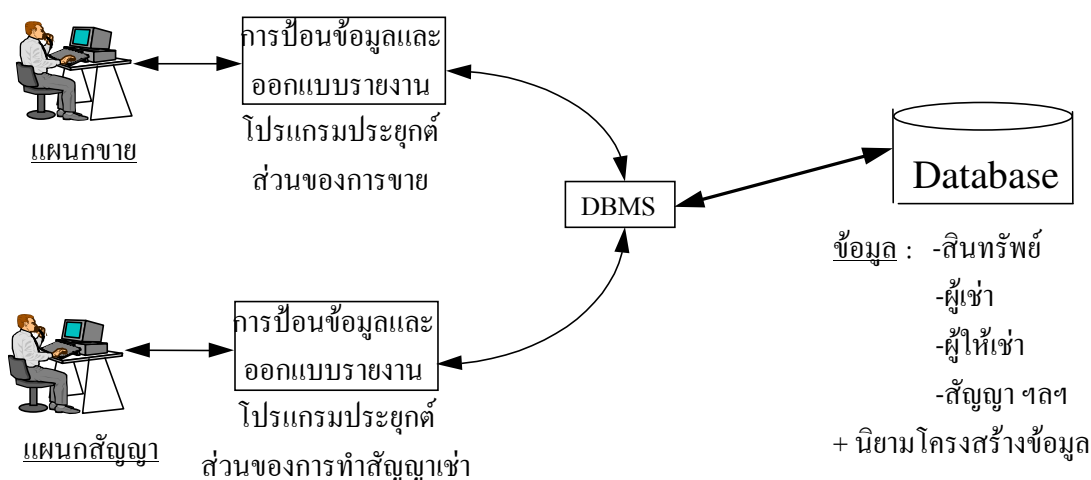 การป้อนข้อมูลและ
ออกแบบรายงาน
โปรแกรมประยุกต์
ส่วนของการขาย
แผนกขาย
DBMS
Database
ข้อมูล : -สินทรัพย์
-ผู้เช่า
-ผู้ให้เช่า
-สัญญา ฯลฯ
+ นิยามโครงสร้างข้อมูล
การป้อนข้อมูลและ
ออกแบบรายงาน
โปรแกรมประยุกต์
ส่วนของการทำสัญญาเช่า
แผนกสัญญา